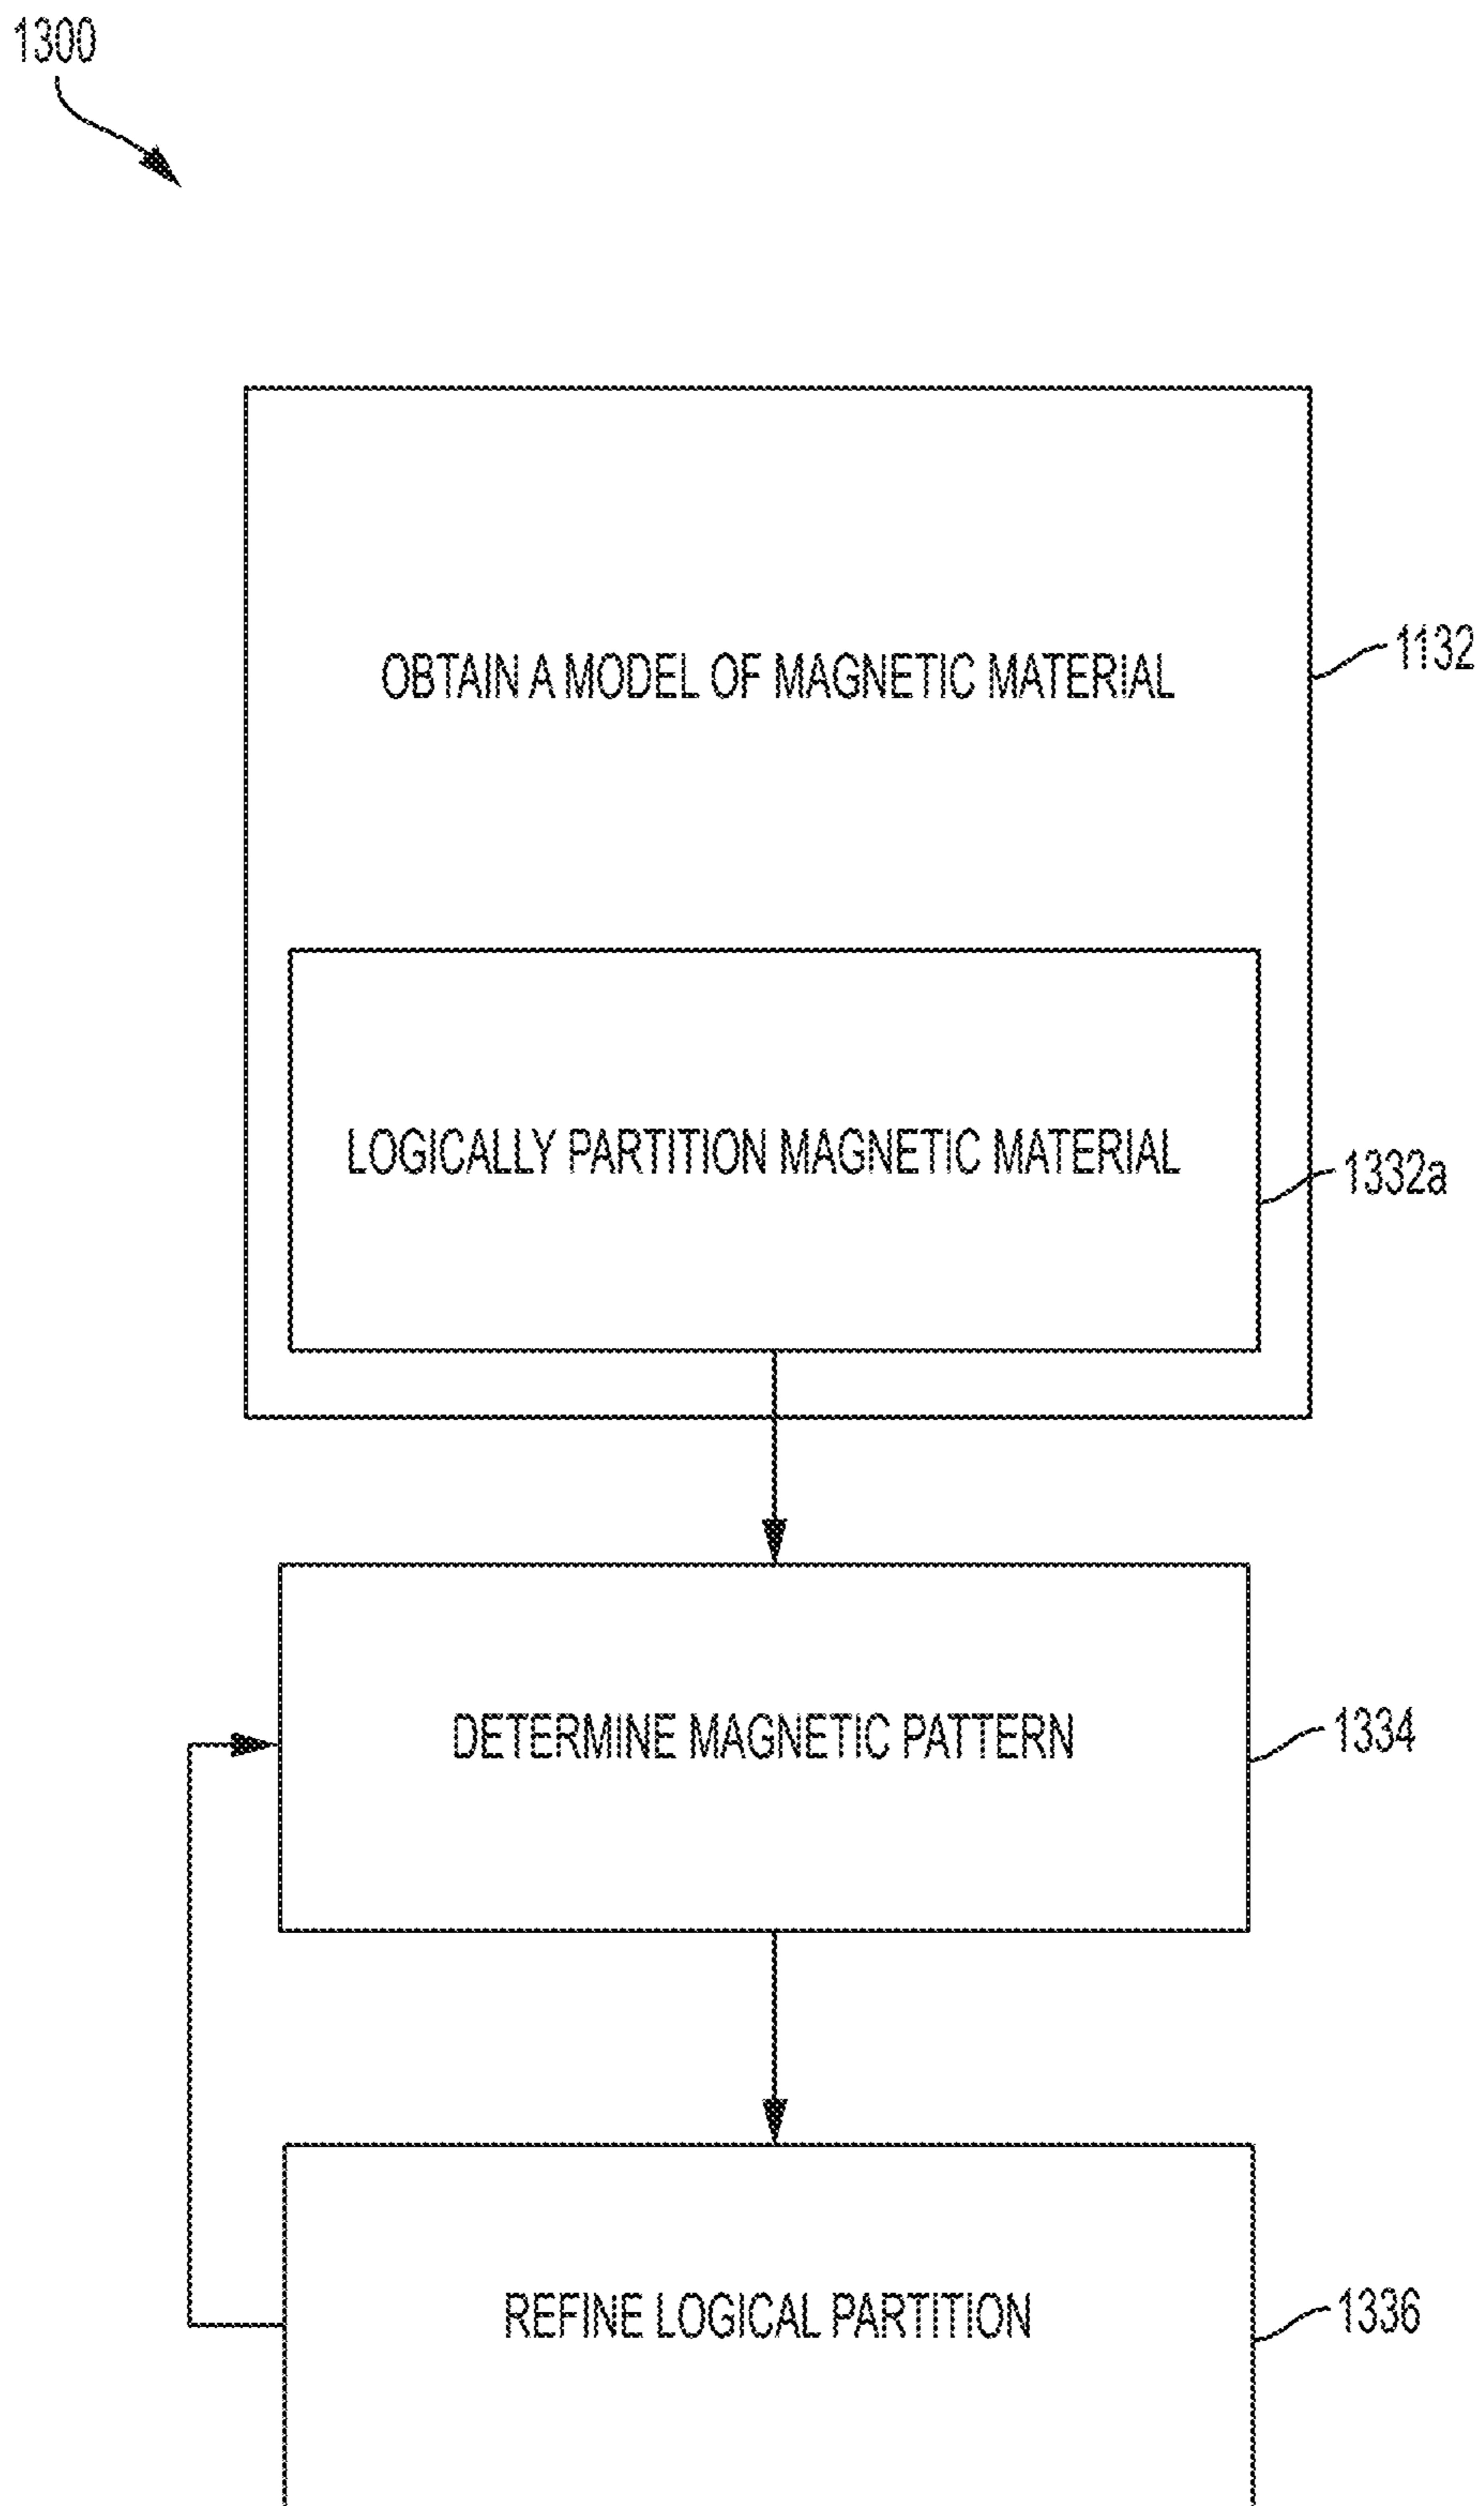 1300
OBTAIN A MODEL OF MAGNETIC MATERIAL
1132
LOGICALLY PARTITION MAGNETIC MATERIAL
1332a
DETERMINE MAGNETIC PATTERN
1334
REFINE LOGICAL PARTITION
1336